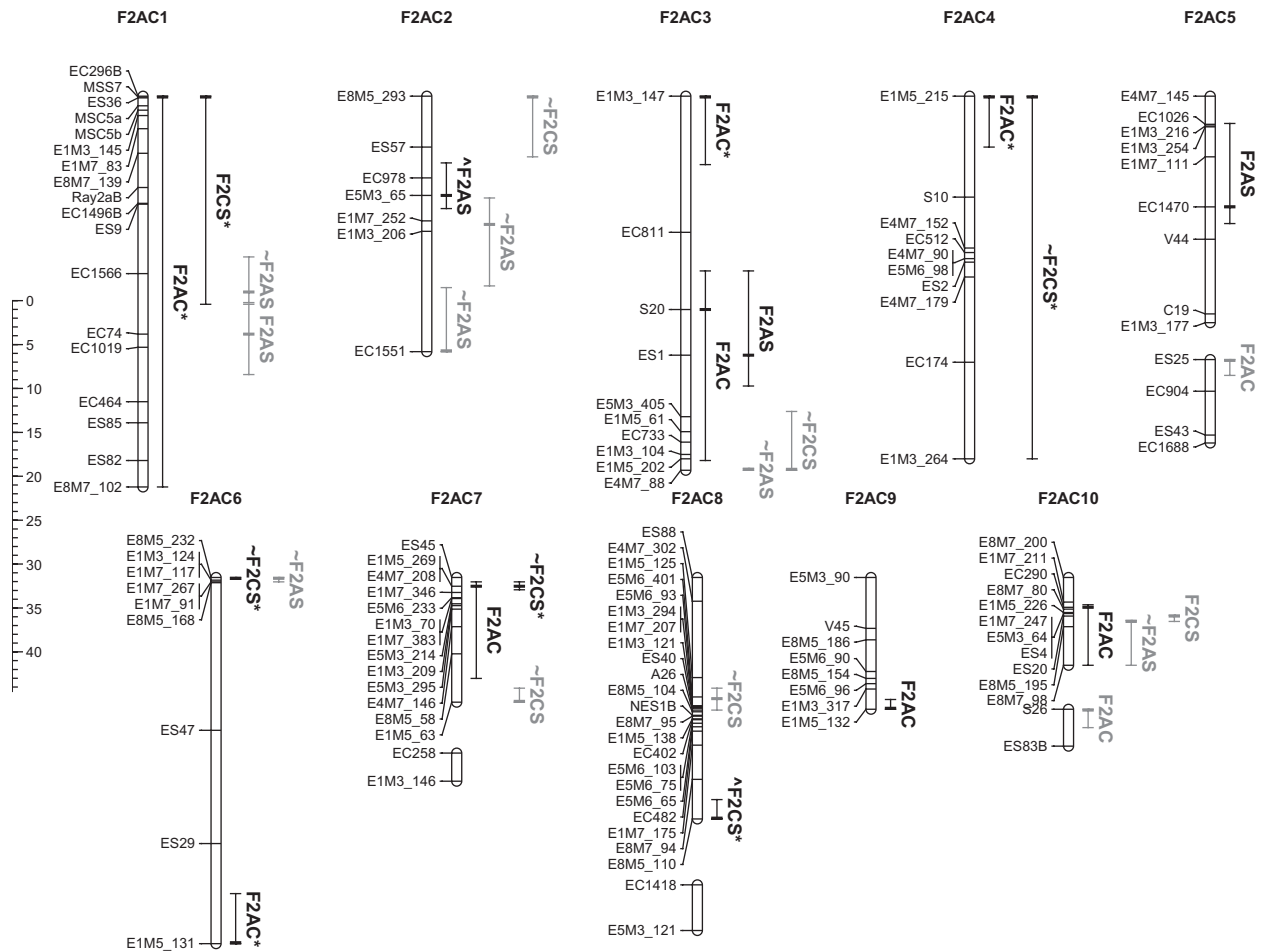 F2AC1
EC296B
MSS7
ES36
MSC5a
MSC5b
E1M3_145
E1M7_83
E8M7_139
Ray2aB
EC1496B
ES9
EC1566
EC74
EC1019
EC464
ES85
ES82
E8M7_102
F2AC*
F2CS*
~F2AS
F2AS
0
5
10
15
20
25
30
35
40
F2AC2
E8M5_293
ES57
EC978
E5M3_65
E1M7_252
E1M3_206
EC1551
^F2AS
~F2AS
~F2AS
~F2CS
F2AC3
E1M3_147
EC811
S20
ES1
E5M3_405
E1M5_61
EC733
E1M3_104
E1M5_202
E4M7_88
F2AC*
F2AC
F2AS
~F2AS
~F2CS
F2AC4
E1M5_215
S10
E4M7_152
EC512
E4M7_90
E5M6_98
ES2
E4M7_179
EC174
E1M3_264
F2AC*
~F2CS*
F2AC5
E4M7_145
EC1026
E1M3_216
E1M3_254
E1M7_111
EC1470
V44
C19
E1M3_177
F2AS
ES25
EC904
ES43
EC1688
F2AC
F2AC6
E8M5_232
E1M3_124
E1M7_117
E1M7_267
E1M7_91
E8M5_168
ES47
ES29
E1M5_131
~F2CS*
~F2AS
F2AC*
F2AC7
ES45
E1M5_269
E4M7_208
E1M7_346
E5M6_233
E1M3_70
E1M7_383
E5M3_214
E1M3_209
E5M3_295
E4M7_146
E8M5_58
E1M5_63
EC258
E1M3_146
F2AC
~F2CS*
~F2CS
F2AC8
ES88
E4M7_302
E1M5_125
E5M6_401
E5M6_93
E1M3_294
E1M7_207
E1M3_121
ES40
A26
E8M5_104
NES1B
E8M7_95
E1M5_138
EC402
E5M6_103
E5M6_75
E5M6_65
EC482
E1M7_175
E8M7_94
E8M5_110
EC1418
E5M3_121
~F2CS
^F2CS*
F2AC9
E5M3_90
V45
E8M5_186
E5M6_90
E8M5_154
E5M6_96
E1M3_317
E1M5_132
F2AC
F2AC10
E8M7_200
E1M7_211
EC290
E8M7_80
E1M5_226
E1M7_247
E5M3_64
ES4
ES20
E8M5_195
E8M7_98
S26
ES83B
F2AC
~F2AS
F2CS
F2AC